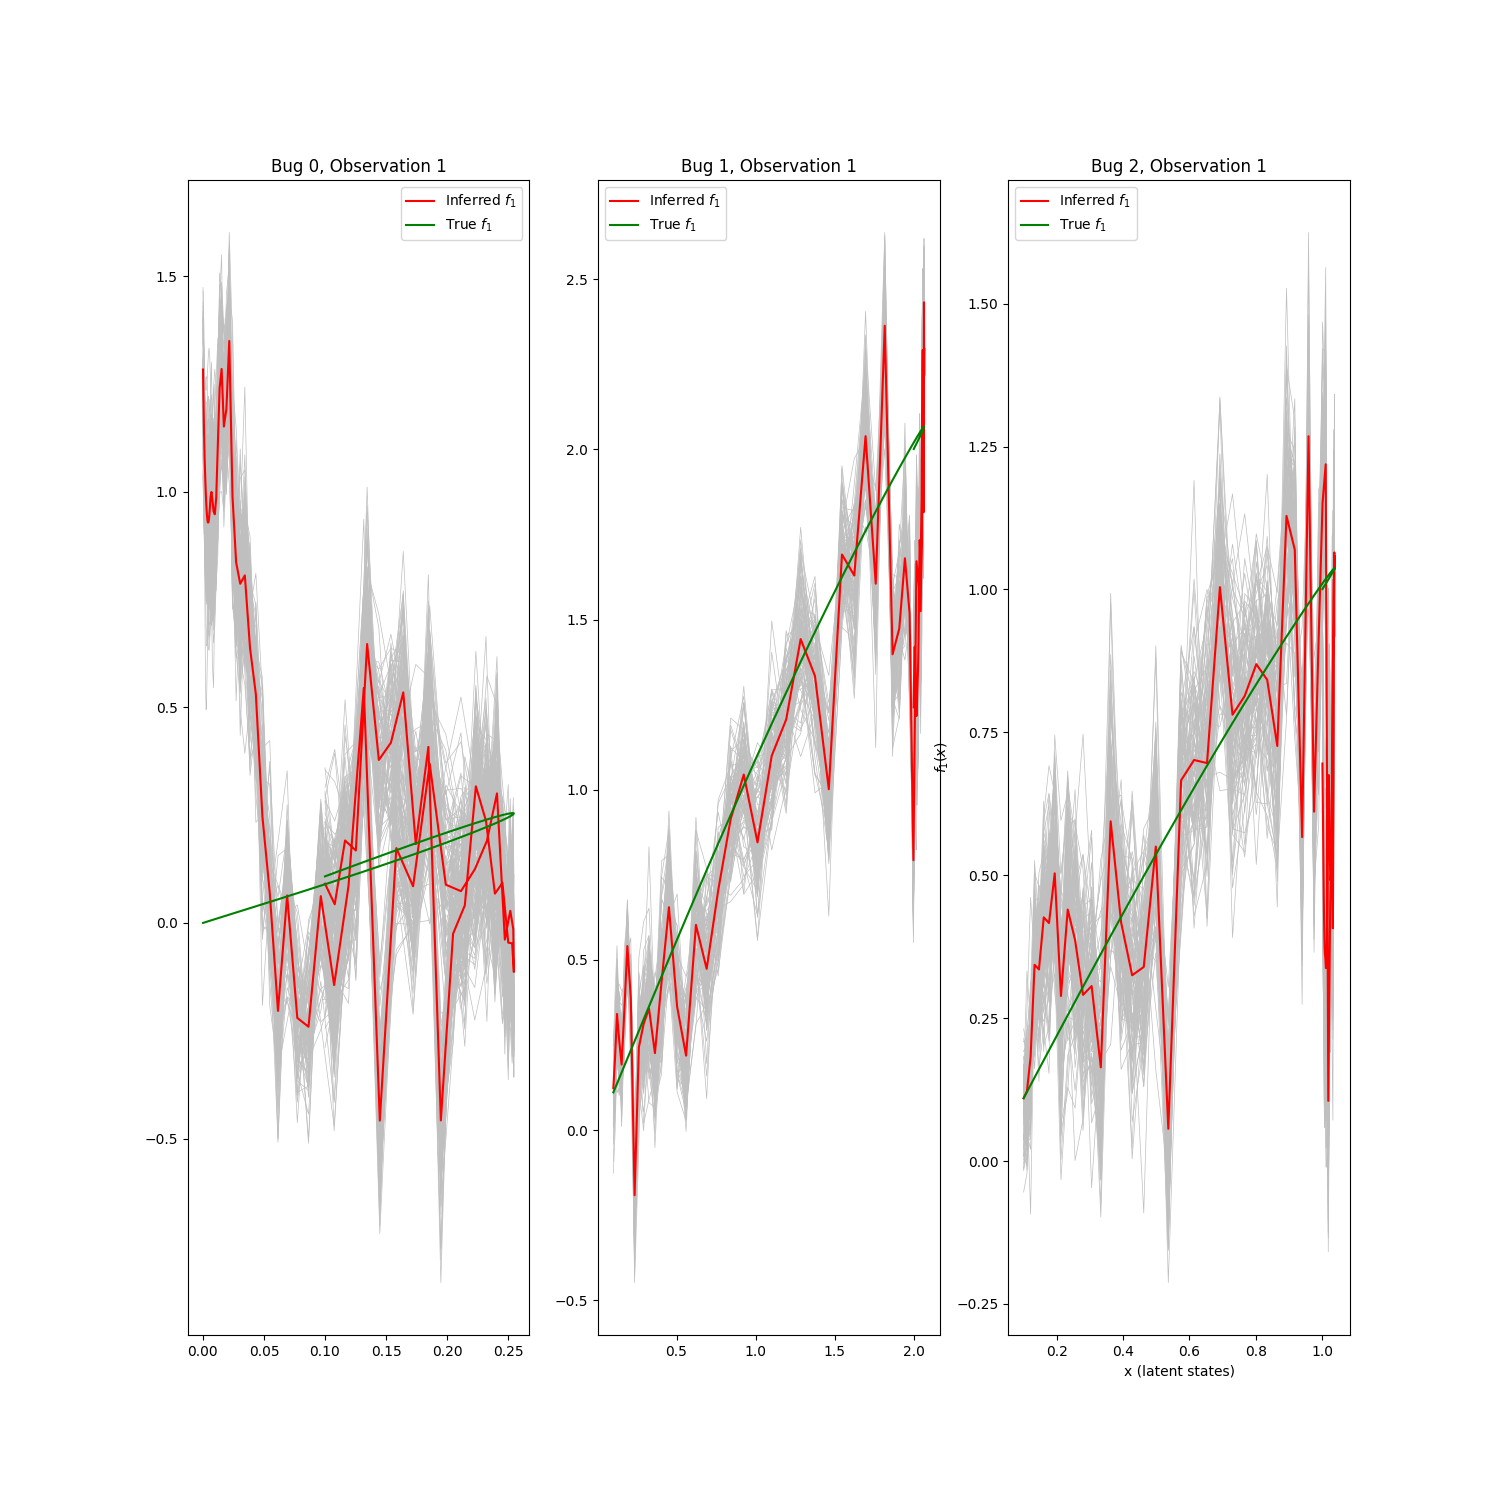 Bug 0, Observation 1
Inferred f₁
True f₁
1.5
1.0
0.5
0.0
−0.5
0.00 0.05 0.10 0.15 0.20 0.25
Bug 1, Observation 1
Inferred f₁
True f₁
2.5
2.0
1.5
1.0
0.5
0.0
−0.5
0.5 1.0 1.5 2.0
Bug 2, Observation 1
Inferred f₁
True f₁
f₁(x)
1.50
1.25
1.00
0.75
0.50
0.25
0.00
−0.25
0.2 0.4 0.6 0.8 1.0
x (latent states)